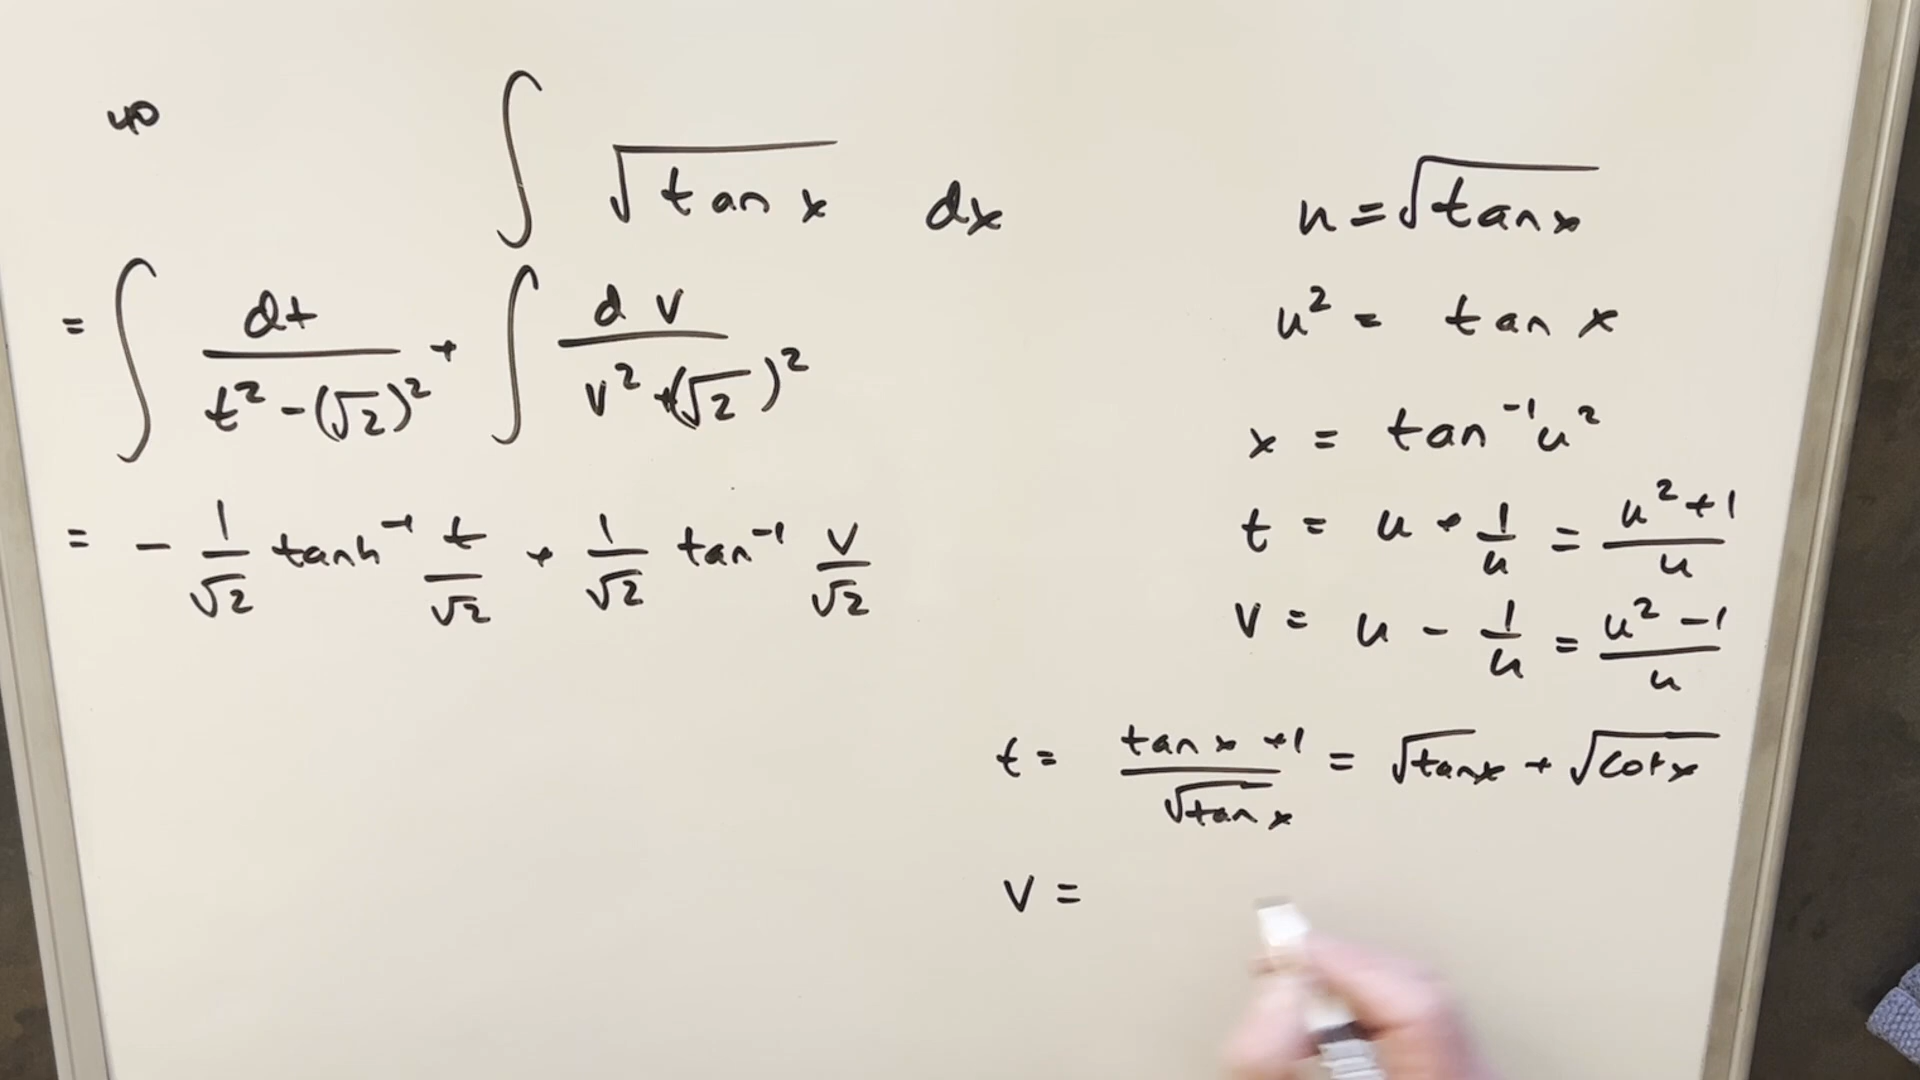 40
∫ √(tan x) dx
= ∫ dt/(t² - (√2)²) + ∫ dv/(v² + (√2)²)
= - 1/√2 tanh⁻¹ t/√2 + 1/√2 tan⁻¹ v/√2
u = √(tan x)
u² = tan x
x = tan⁻¹ u²
t = u + 1/u = (u² + 1)/u
v = u - 1/u = (u² - 1)/u
t = (tan x + 1)/√(tan x) = √(tan x) + √(cot x)
v =